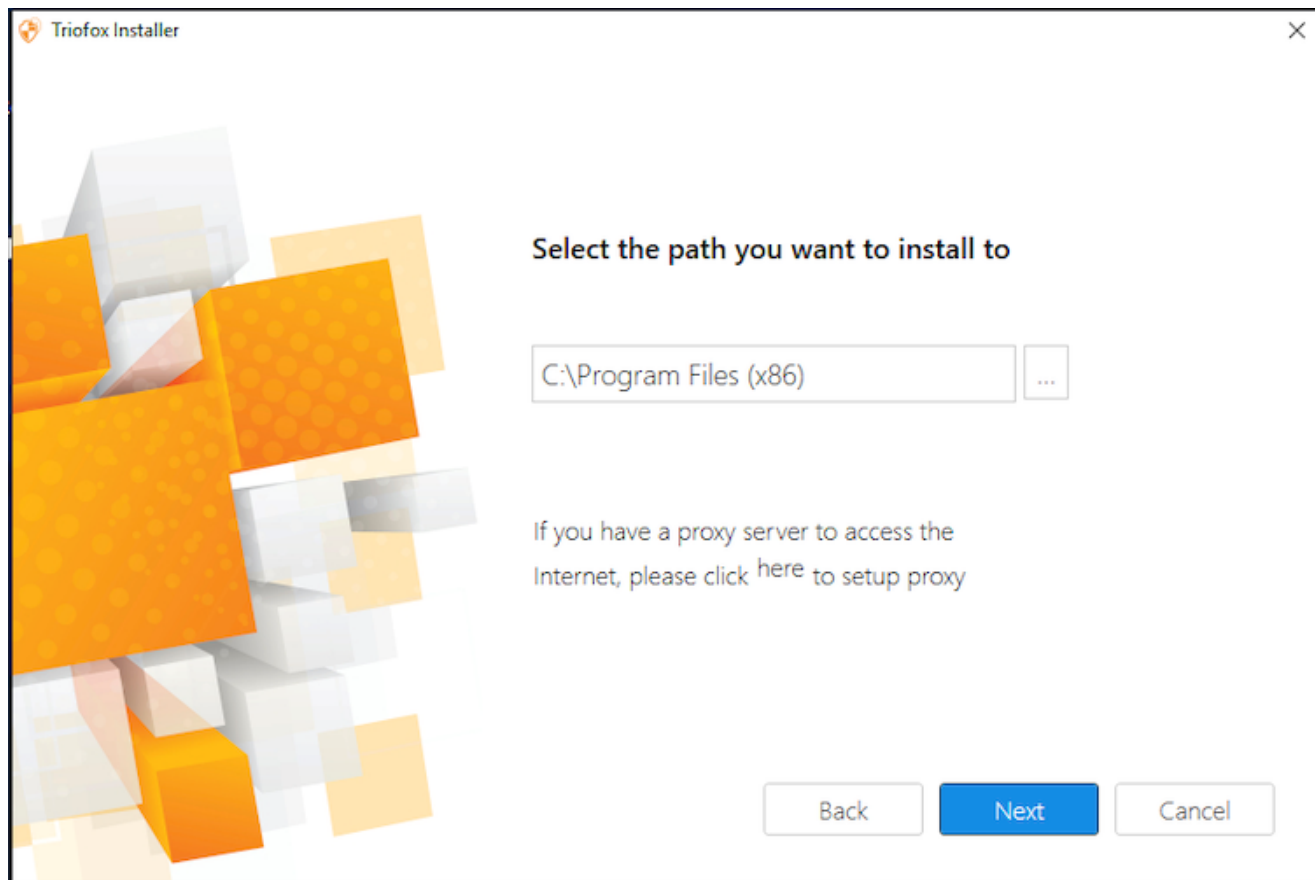 Triofox Installer
Select the path you want to install to
C:\Program Files (x86)
...
If you have a proxy server to access the
Internet, please click here to setup proxy
Back Next Cancel